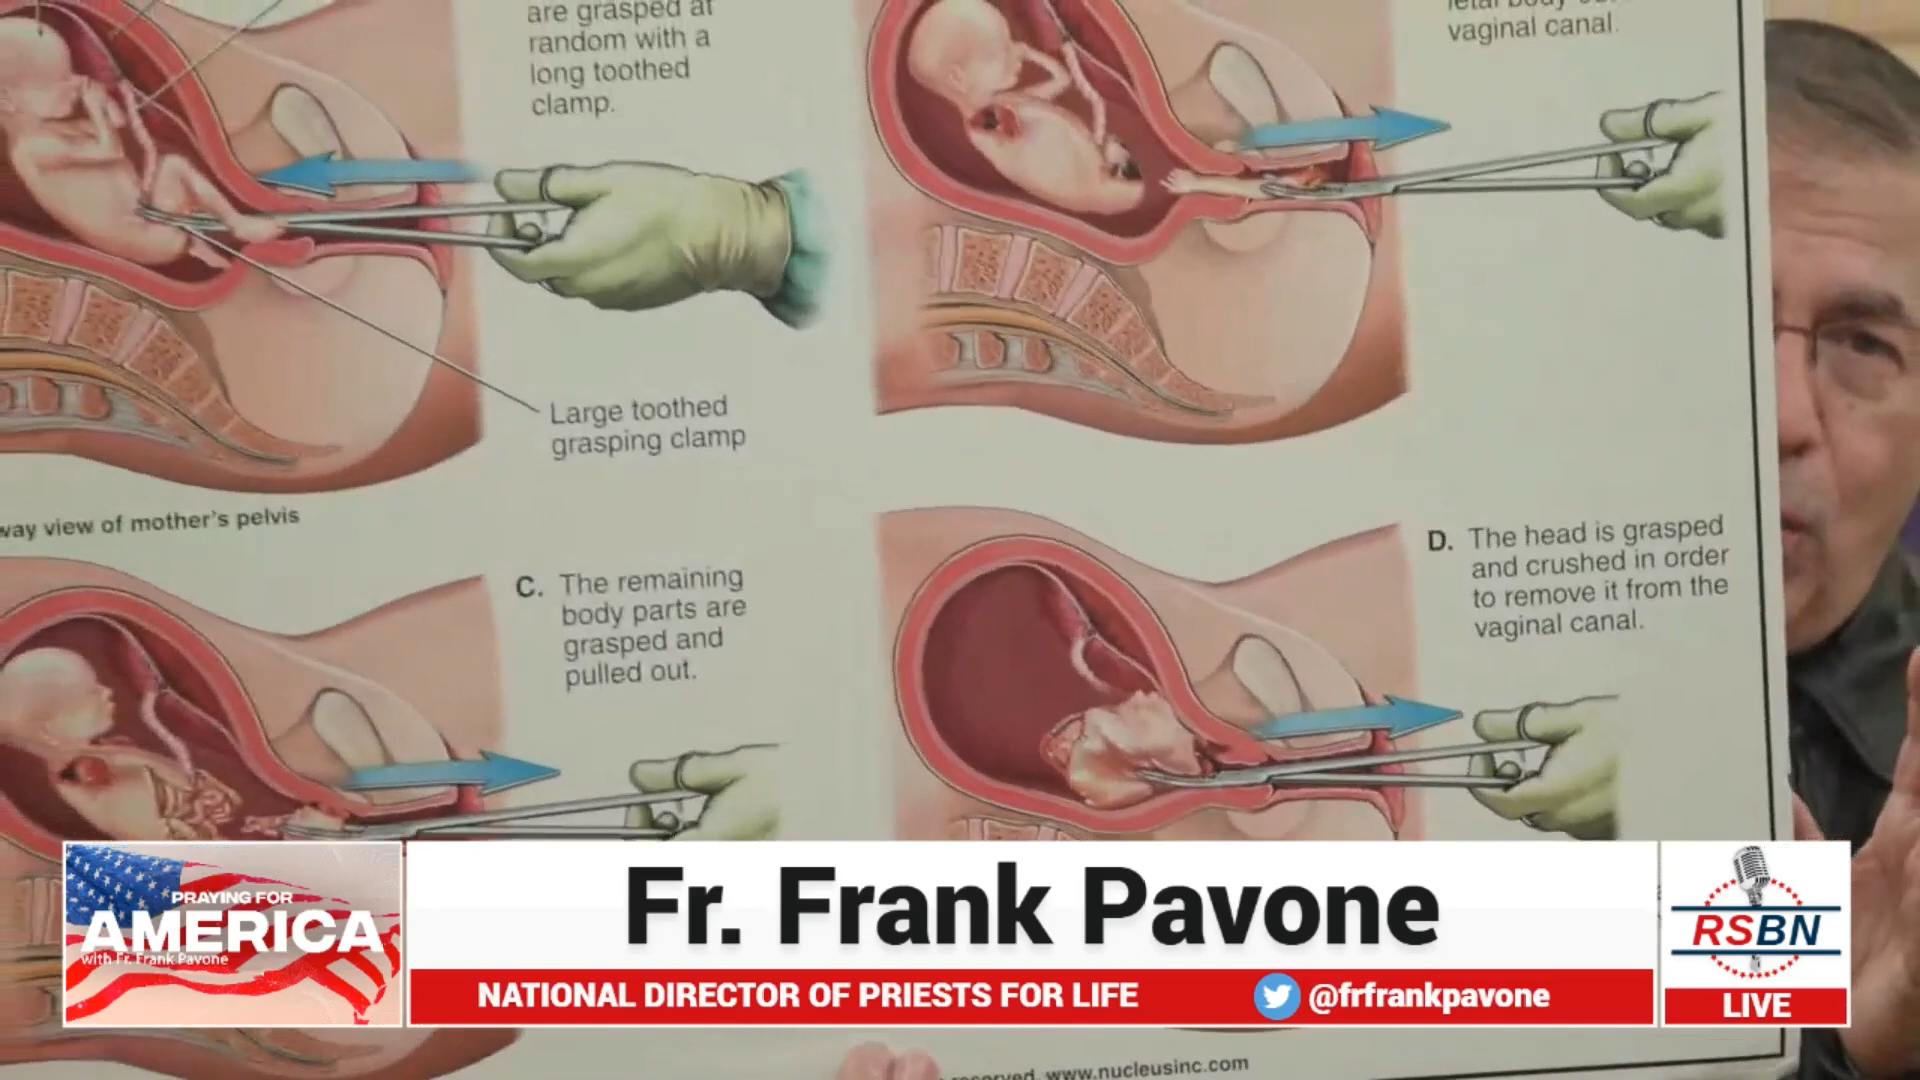 are grasped at
random with a
long toothed
clamp.
vaginal canal.
Large toothed
grasping clamp
way view of mother's pelvis
C. The remaining
body parts are
grasped and
pulled out.
D. The head is grasped
and crushed in order
to remove it from the
vaginal canal.
PRAYING FOR
AMERICA
with Fr. Frank Pavone
Fr. Frank Pavone
NATIONAL DIRECTOR OF PRIESTS FOR LIFE
@frfrankpavone
RSBN
LIVE
www.nucleusinc.com